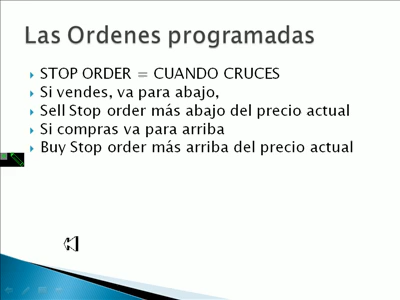 Las Ordenes programadas
STOP ORDER = CUANDO CRUCES
Si vendes, va para abajo,
Sell Stop order más abajo del precio actual
Si compras va para arriba
Buy Stop order más arriba del precio actual